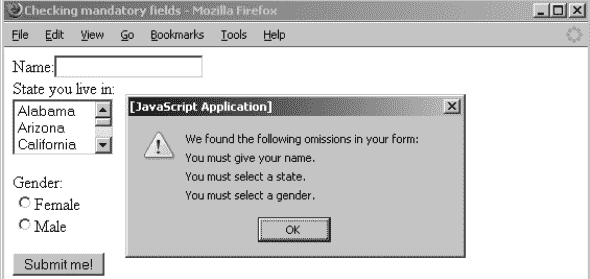 Checking mandatory fields - Mozilla Firefox
File Edit View Go Bookmarks Tools Help
Name:
State you live in:
Alabama
Arizona
California
[JavaScript Application]
We found the following omissions in your form:
You must give your name.
You must select a state.
You must select a gender.
OK
Gender:
Female
Male
Submit me!